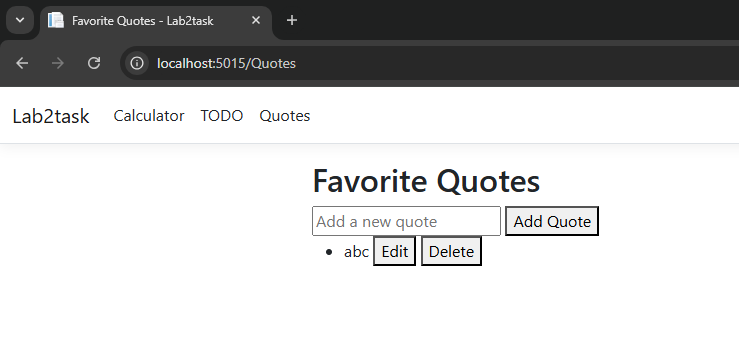 Favorite Quotes - Lab2task
localhost:5015/Quotes
Lab2task Calculator TODO Quotes
Favorite Quotes
Add a new quote Add Quote
abc Edit Delete